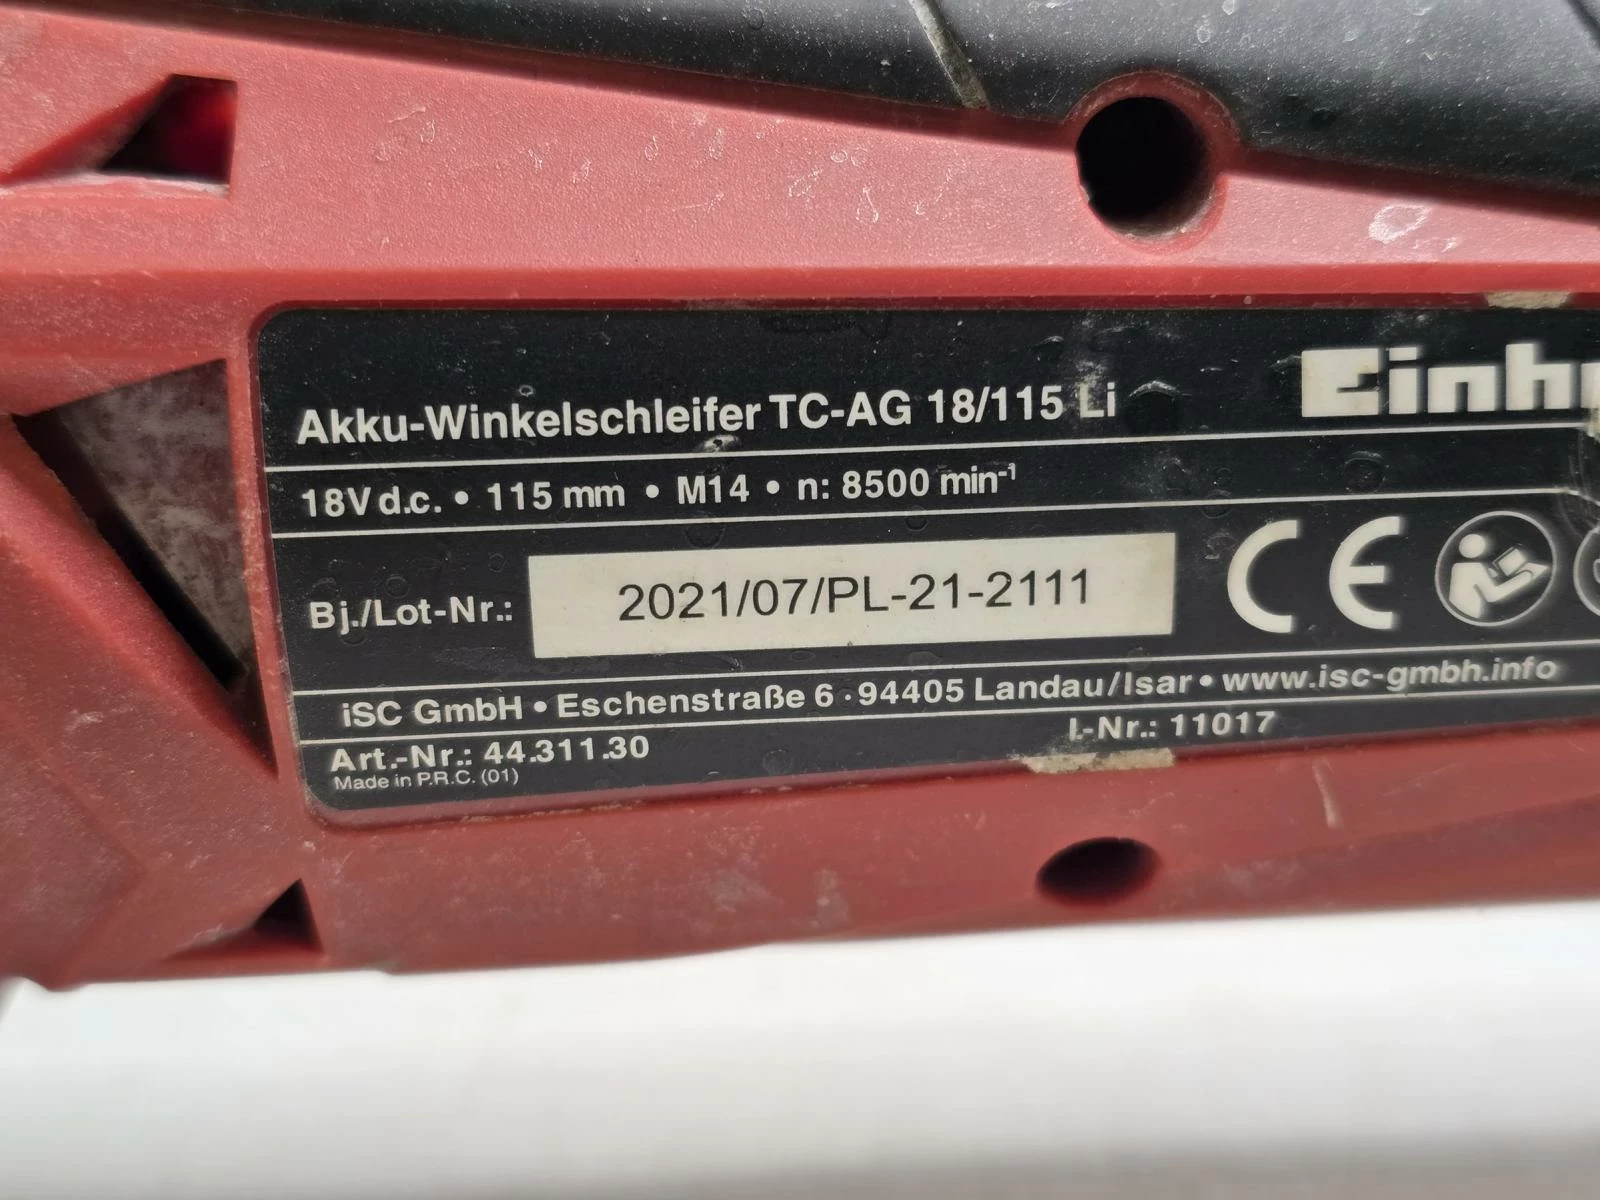 Akku-Winkelschleifer TC-AG 18/115 Li
Einh
18V d.c. • 115 mm • M14 • n: 8500 min⁻¹
Bj./Lot-Nr.: 2021/07/PL-21-2111
CE
iSC GmbH • Eschenstraße 6 · 94405 Landau/Isar • www.isc-gmbh.info
Art.-Nr.: 44.311.30 I.-Nr.: 11017
Made in P.R.C. (01)